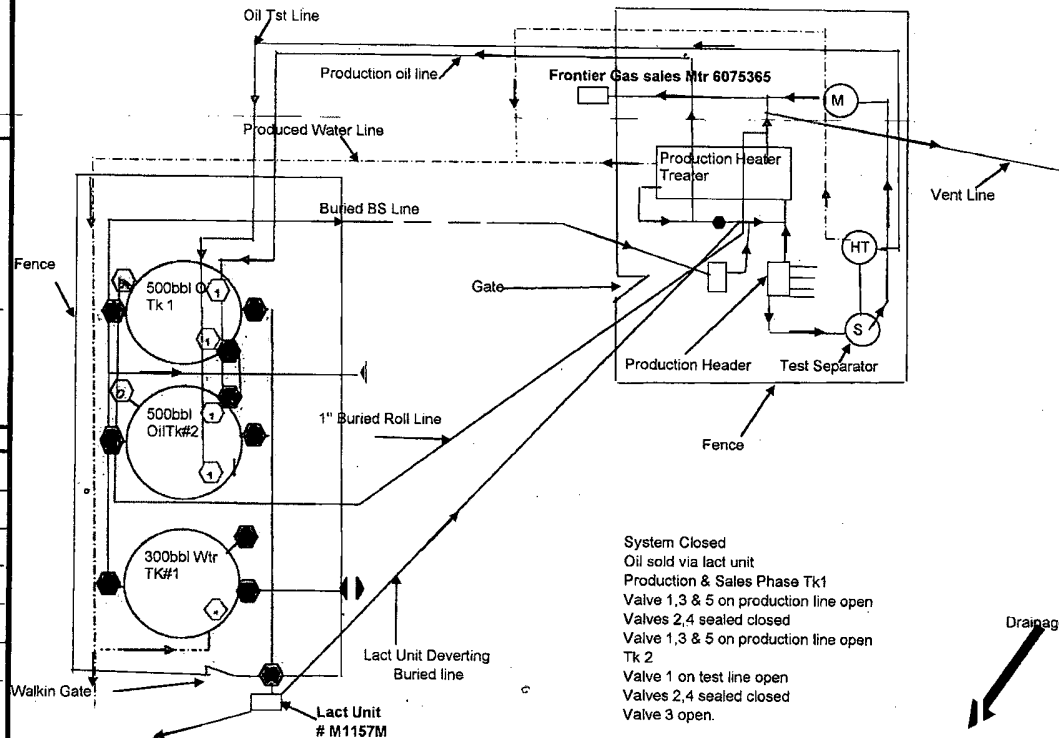 Oil Tst Line
Production oil line
Frontier Gas sales Mtr 6075365
M
Produced Water Line
Production Heater
Treater
Vent Line
Buried BS Line
Fence
HT
500bbl O
Tk 1
1
Gate
1
S
Production Header
Test Separator
500bbl
OilTk#2
1
1" Buried Roll Line
Fence
1
300bbl Wtr
TK#1
System Closed
Oil sold via lact unit
Production & Sales Phase Tk1
Valve 1,3 & 5 on production line open
Valves 2,4 sealed closed
Valve 1,3 & 5 on production line open
Tk 2
Valve 1 on test line open
Valves 2,4 sealed closed
Valve 3 open.
Drainag
Lact Unit Deverting
Buried line
Walkin Gate
Lact Unit
# M1157M